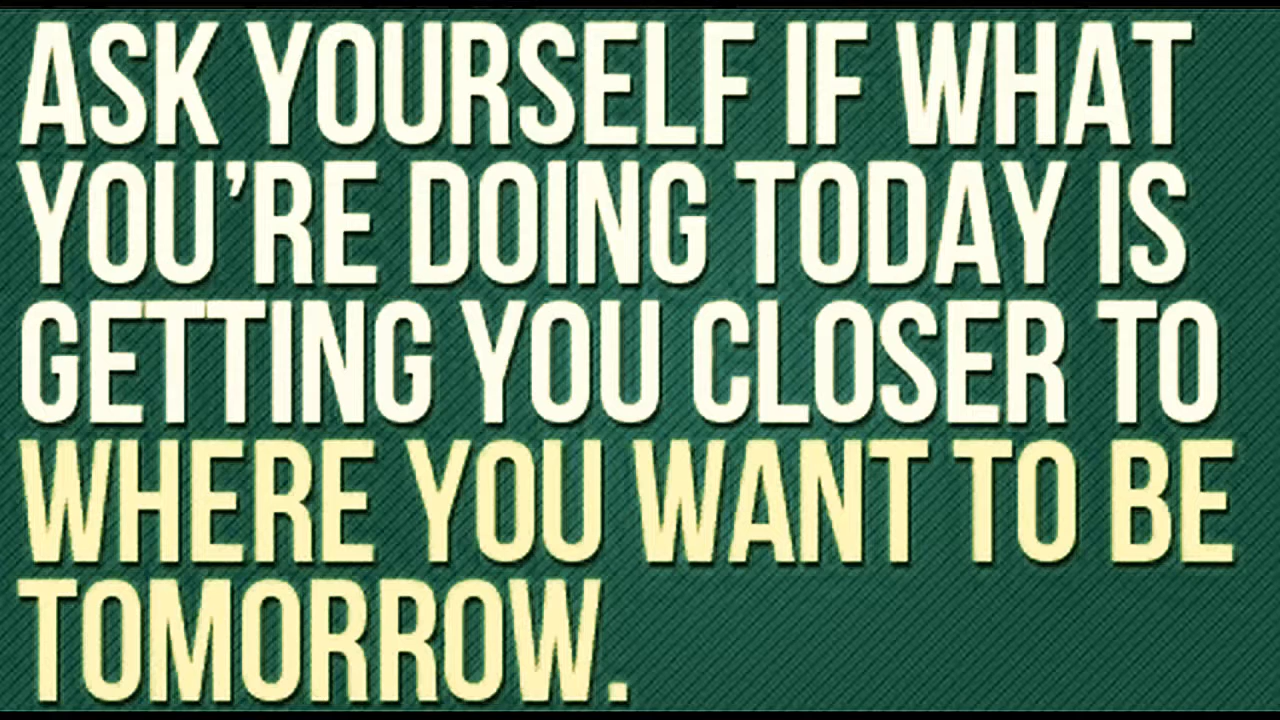 ASK YOURSELF IF WHAT
YOU'RE DOING TODAY IS
GETTING YOU CLOSER TO
WHERE YOU WANT TO BE
TOMORROW.